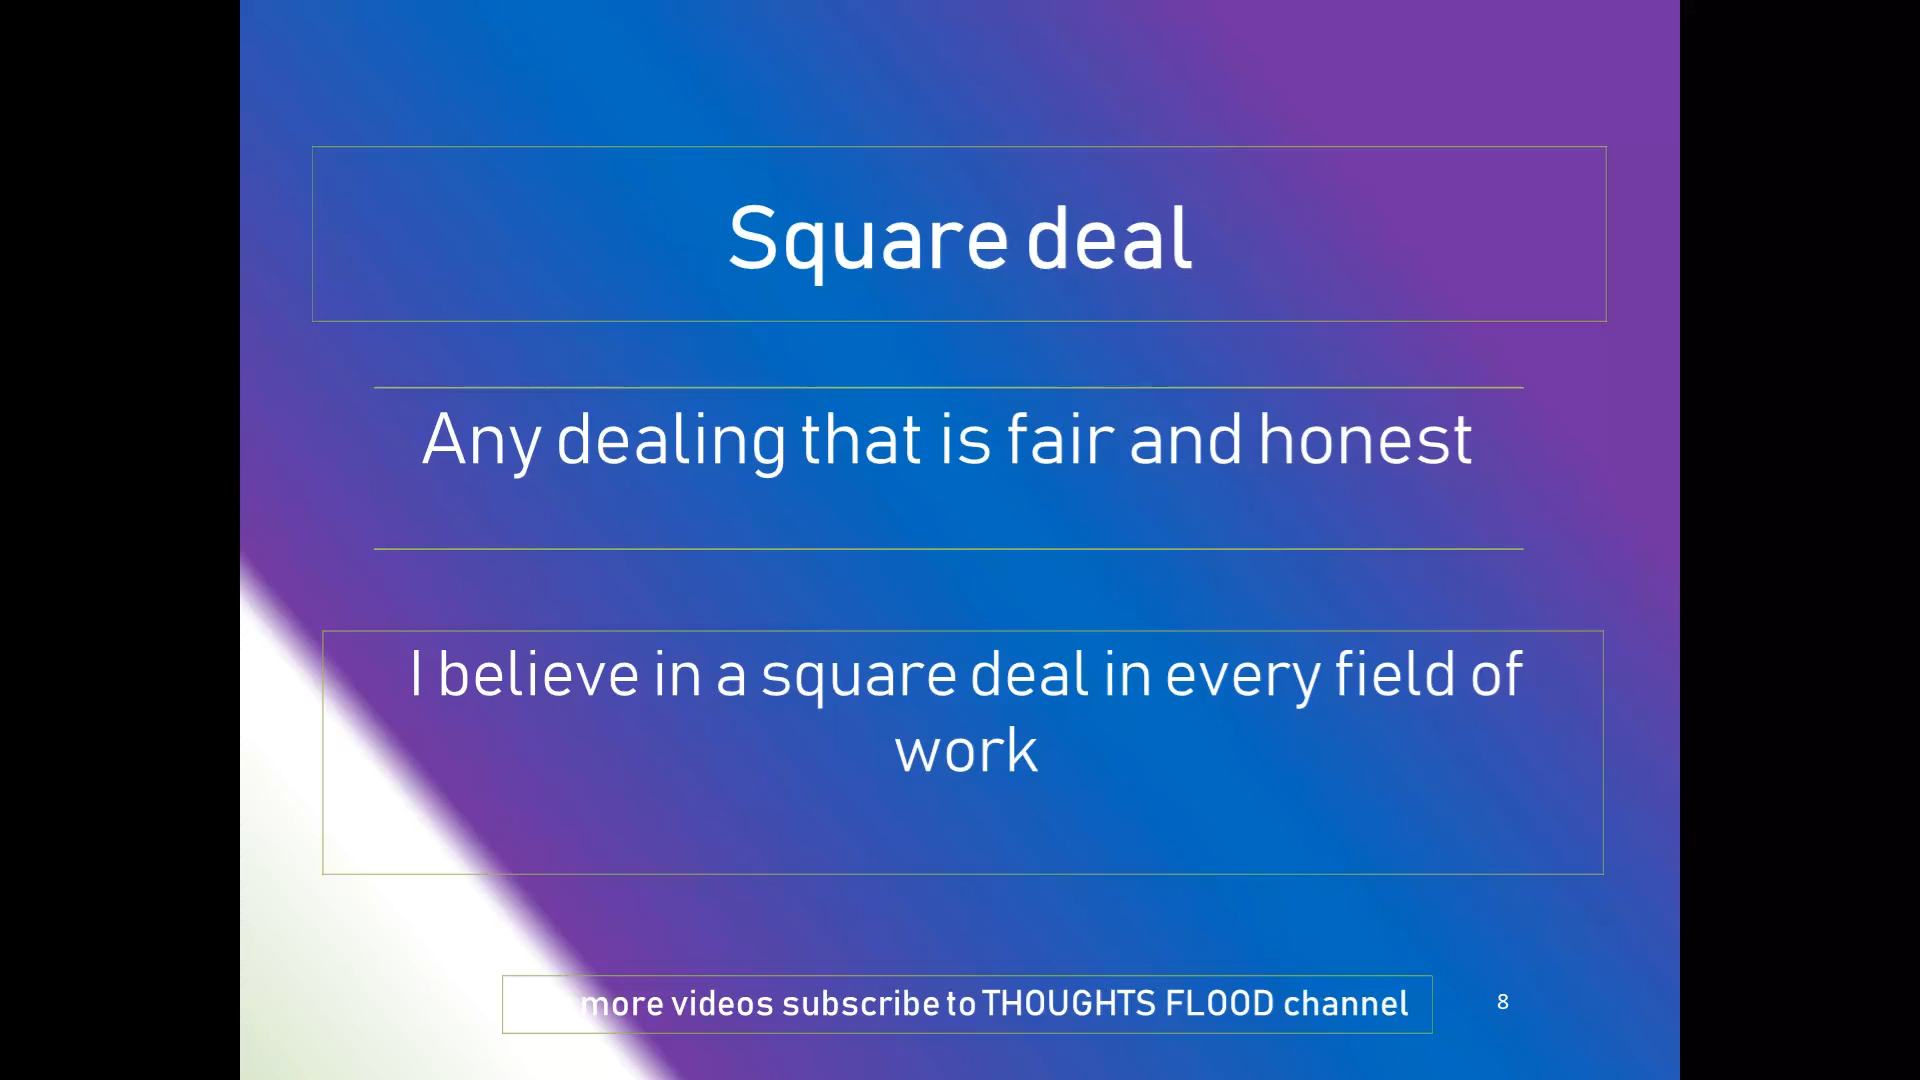 Square deal
Any dealing that is fair and honest
I believe in a square deal in every field of
work
more videos subscribe to THOUGHTS FLOOD channel
8